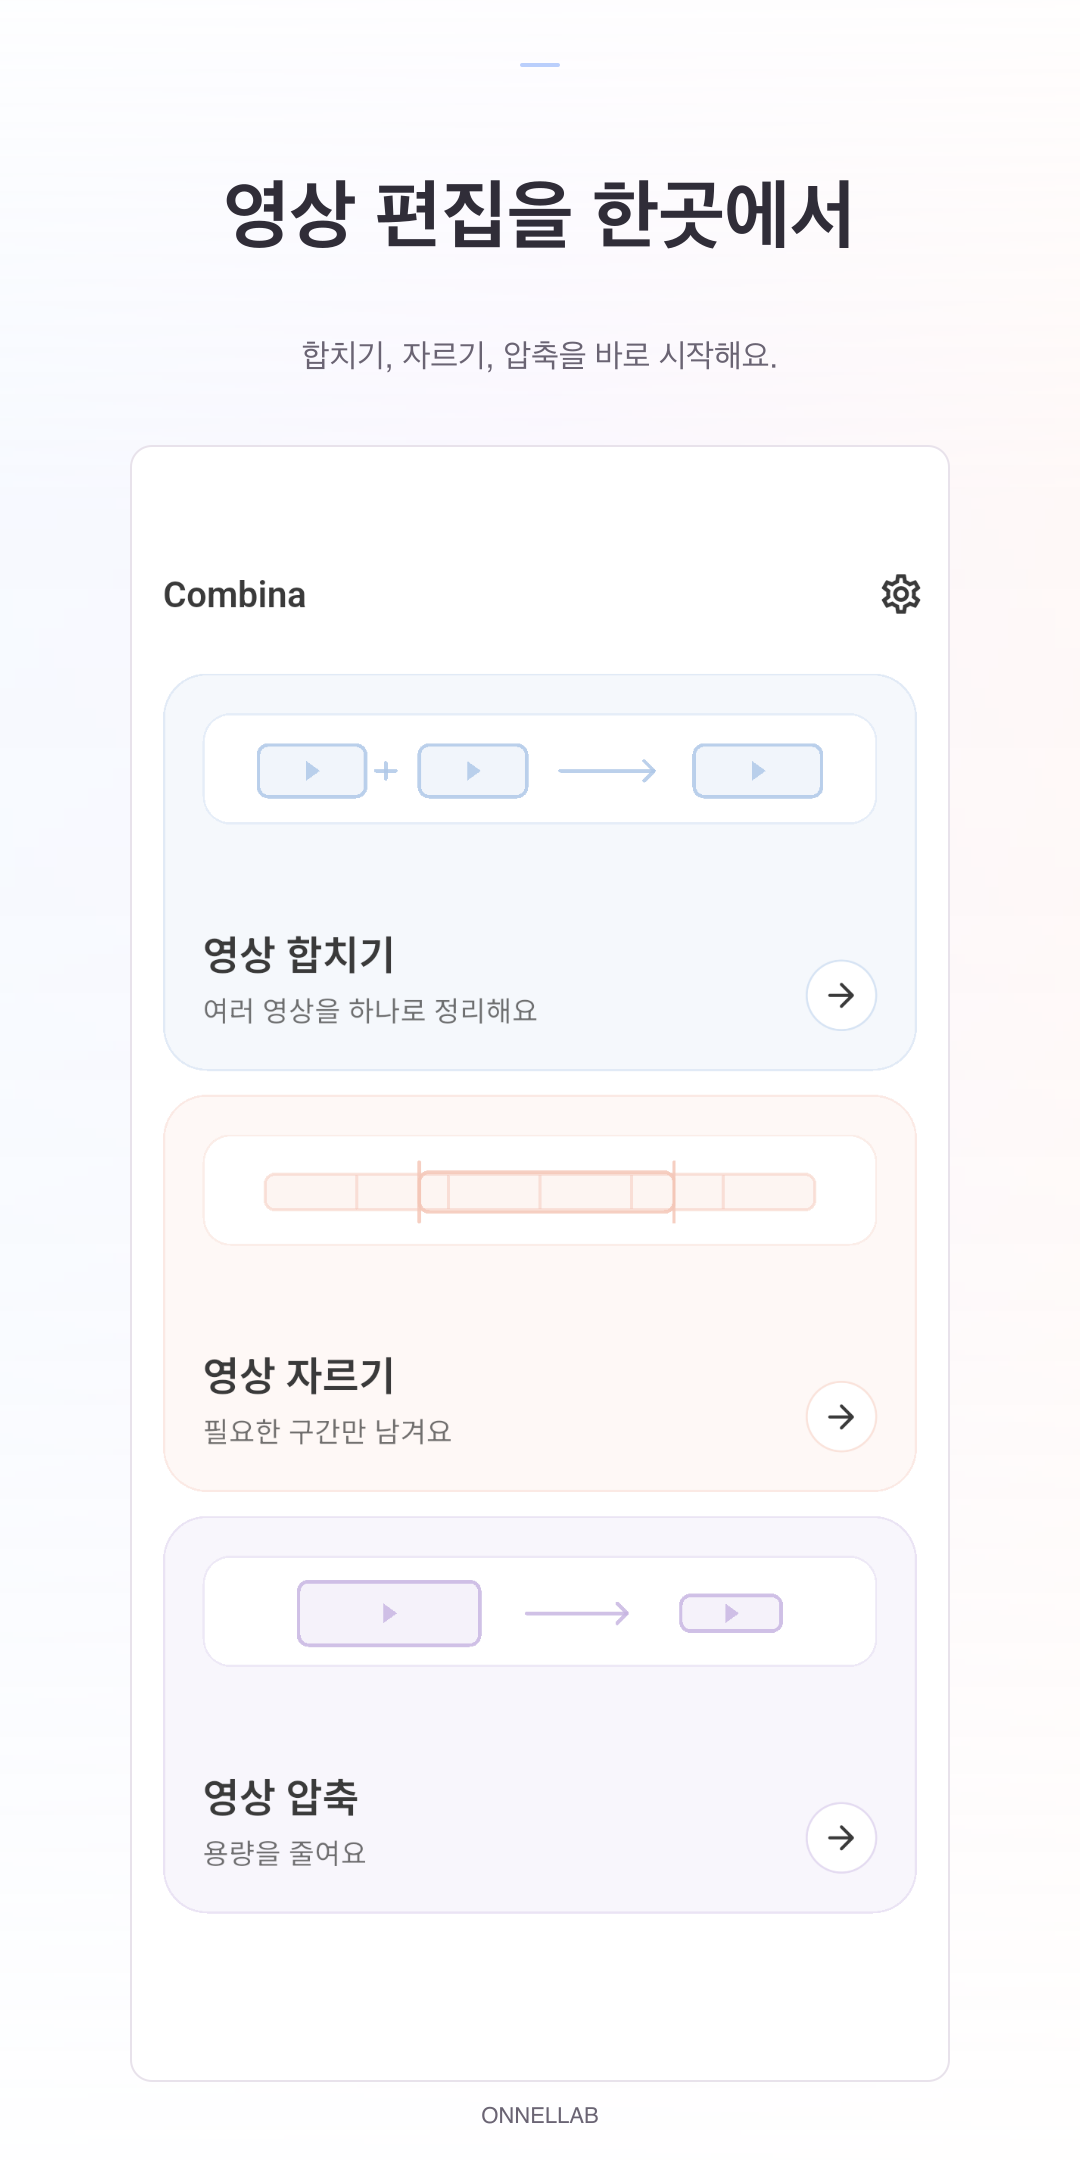 영상 편집을 한곳에서
합치기, 자르기, 압축을 바로 시작해요.
Combina
영상 합치기
여러 영상을 하나로 정리해요
영상 자르기
필요한 구간만 남겨요
영상 압축
용량을 줄여요
ONNELLAB